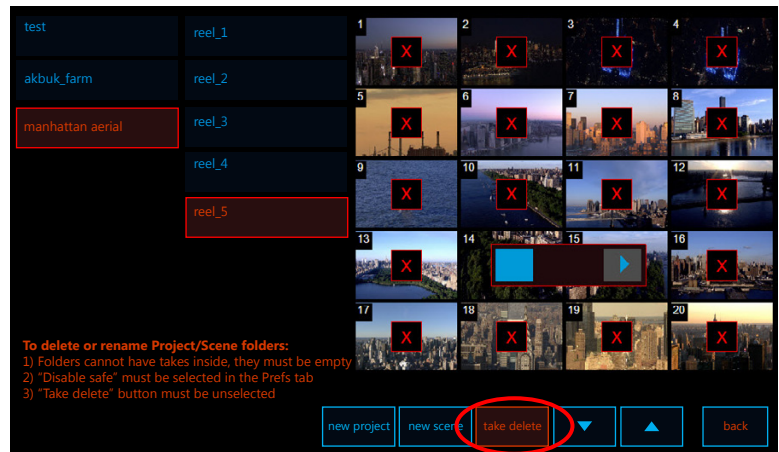 test
akbuk_farm
manhattan aerial
reel_1
reel_2
reel_3
reel_4
reel_5
1 2 3 4
X X X X
5 6 7 8
X X X X
9 10 11 12
X X X X
13 14 15 16
X X
17 18 19 20
X X X X
To delete or rename Project/Scene folders:
1) Folders cannot have takes inside, they must be empty
2) "Disable safe" must be selected in the Prefs tab
3) "Take delete" button must be unselected
new project new scene take delete back